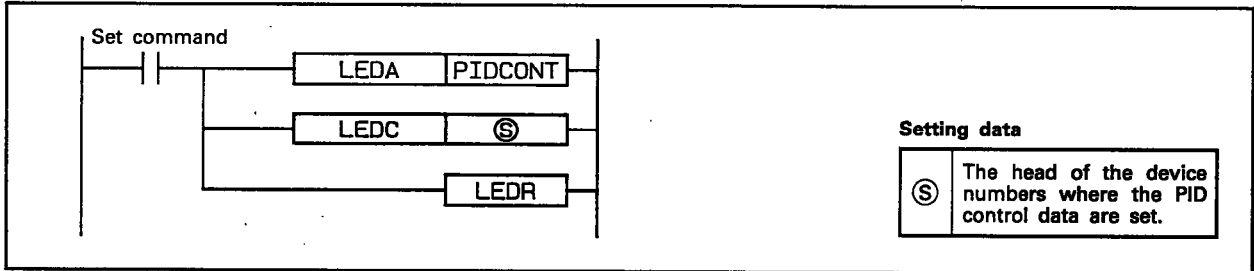 Set command
LEDA PIDCONT
LEDC Ⓢ
LEDR
Setting data
Ⓢ The head of the device
numbers where the PID
control data are set.